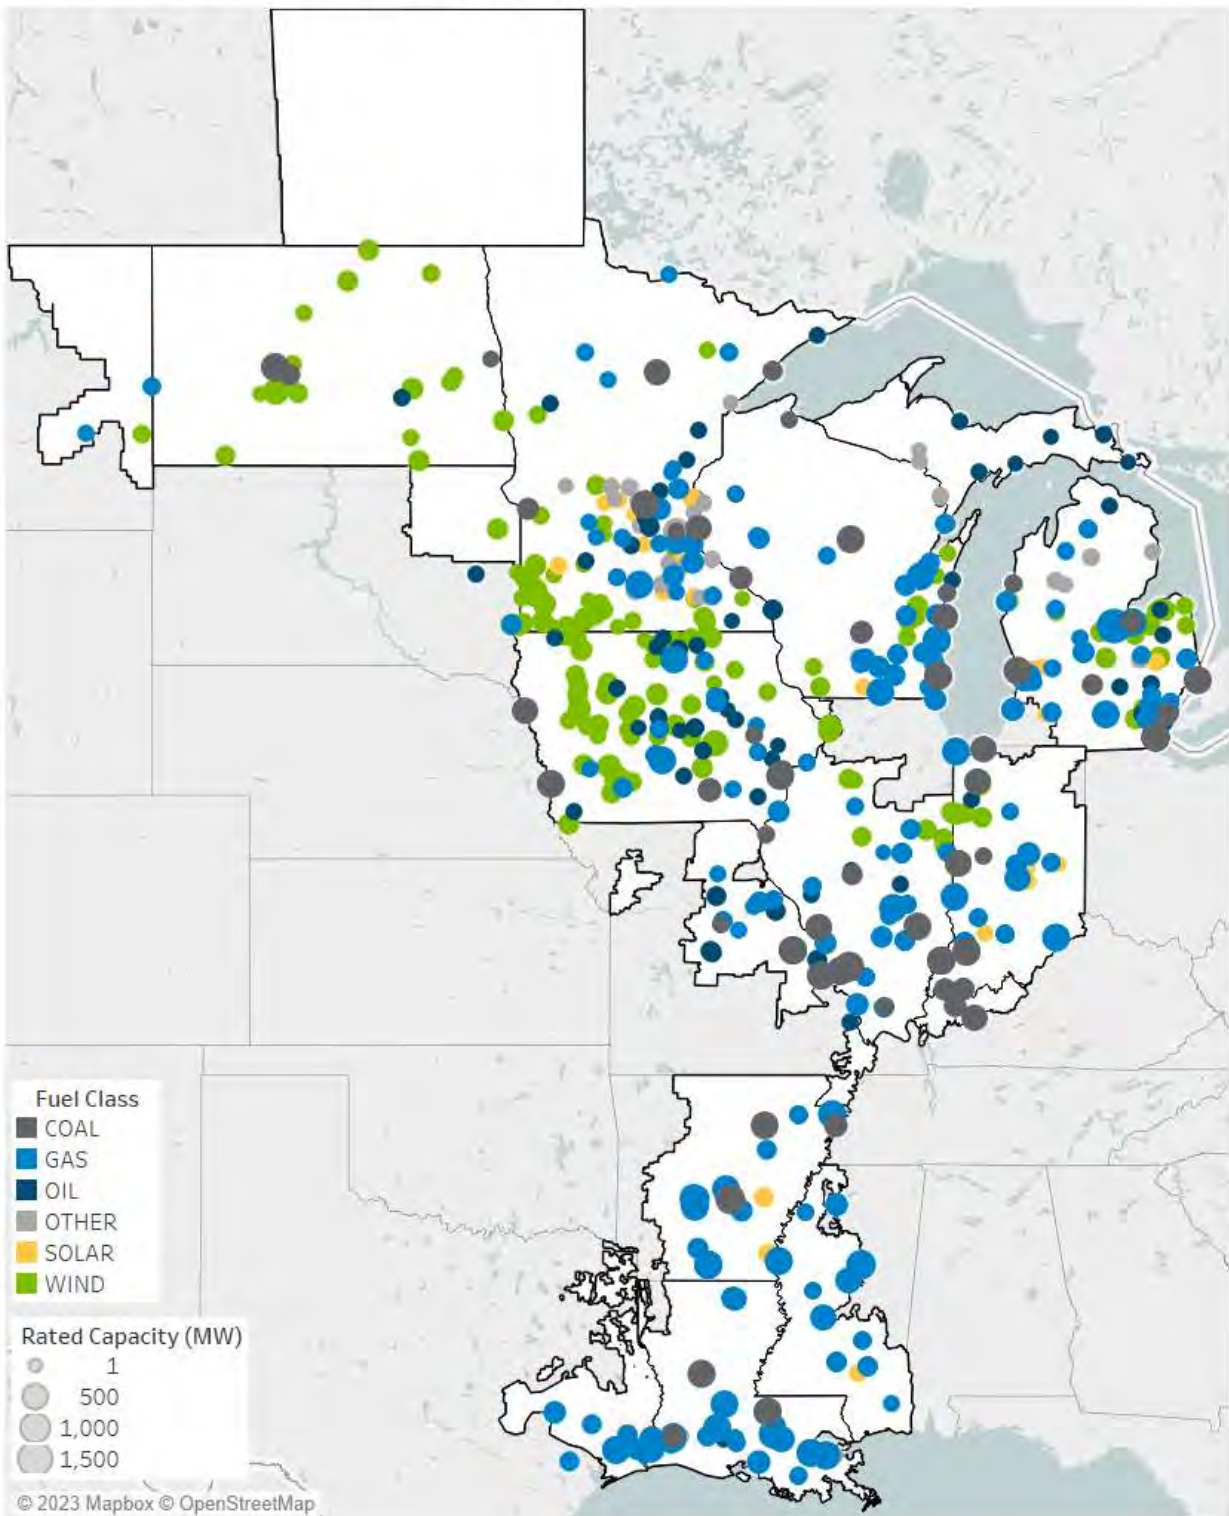 Fuel Class
COAL
GAS
OIL
OTHER
SOLAR
WIND
Rated Capacity (MW)
1
500
1,000
1,500
© 2023 Mapbox © OpenStreetMap